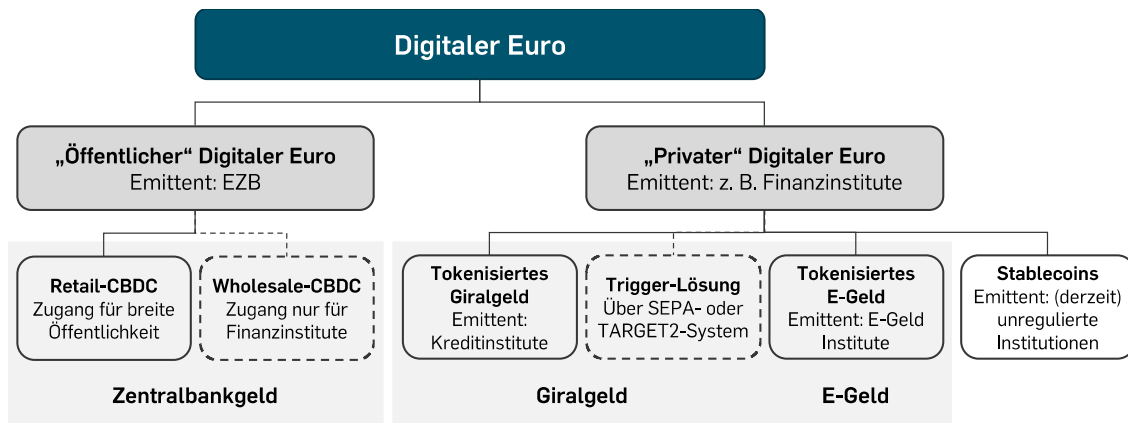 Digitaler Euro
„Öffentlicher“ Digitaler Euro
Emittent: EZB
„Privater“ Digitaler Euro
Emittent: z. B. Finanzinstitute
Retail-CBDC
Zugang für breite
Öffentlichkeit
Wholesale-CBDC
Zugang nur für
Finanzinstitute
Tokenisiertes
Giralgeld
Emittent:
Kreditinstitute
Trigger-Lösung
Über SEPA- oder
TARGET2-System
Tokenisiertes
E-Geld
Emittent: E-Geld
Institute
Stablecoins
Emittent: (derzeit)
unregulierte
Institutionen
Zentralbankgeld
Giralgeld
E-Geld